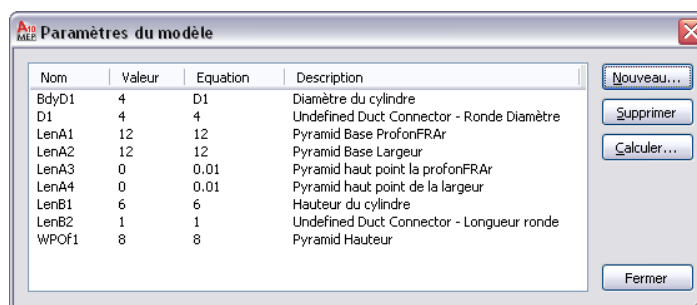 A10 MEP Paramètres du modèle
Nom Valeur Equation Description
BdyD1 4 D1 Diamètre du cylindre
D1 4 4 Undefined Duct Connector - Ronde Diamètre
LenA1 12 12 Pyramid Base ProfonFRAr
LenA2 12 12 Pyramid Base Largeur
LenA3 0 0.01 Pyramid haut point la profonFRAr
LenA4 0 0.01 Pyramid haut point de la largeur
LenB1 6 6 Hauteur du cylindre
LenB2 1 1 Undefined Duct Connector - Longueur ronde
WPOf1 8 8 Pyramid Hauteur
Nouveau...
Supprimer
Calculer...
Fermer